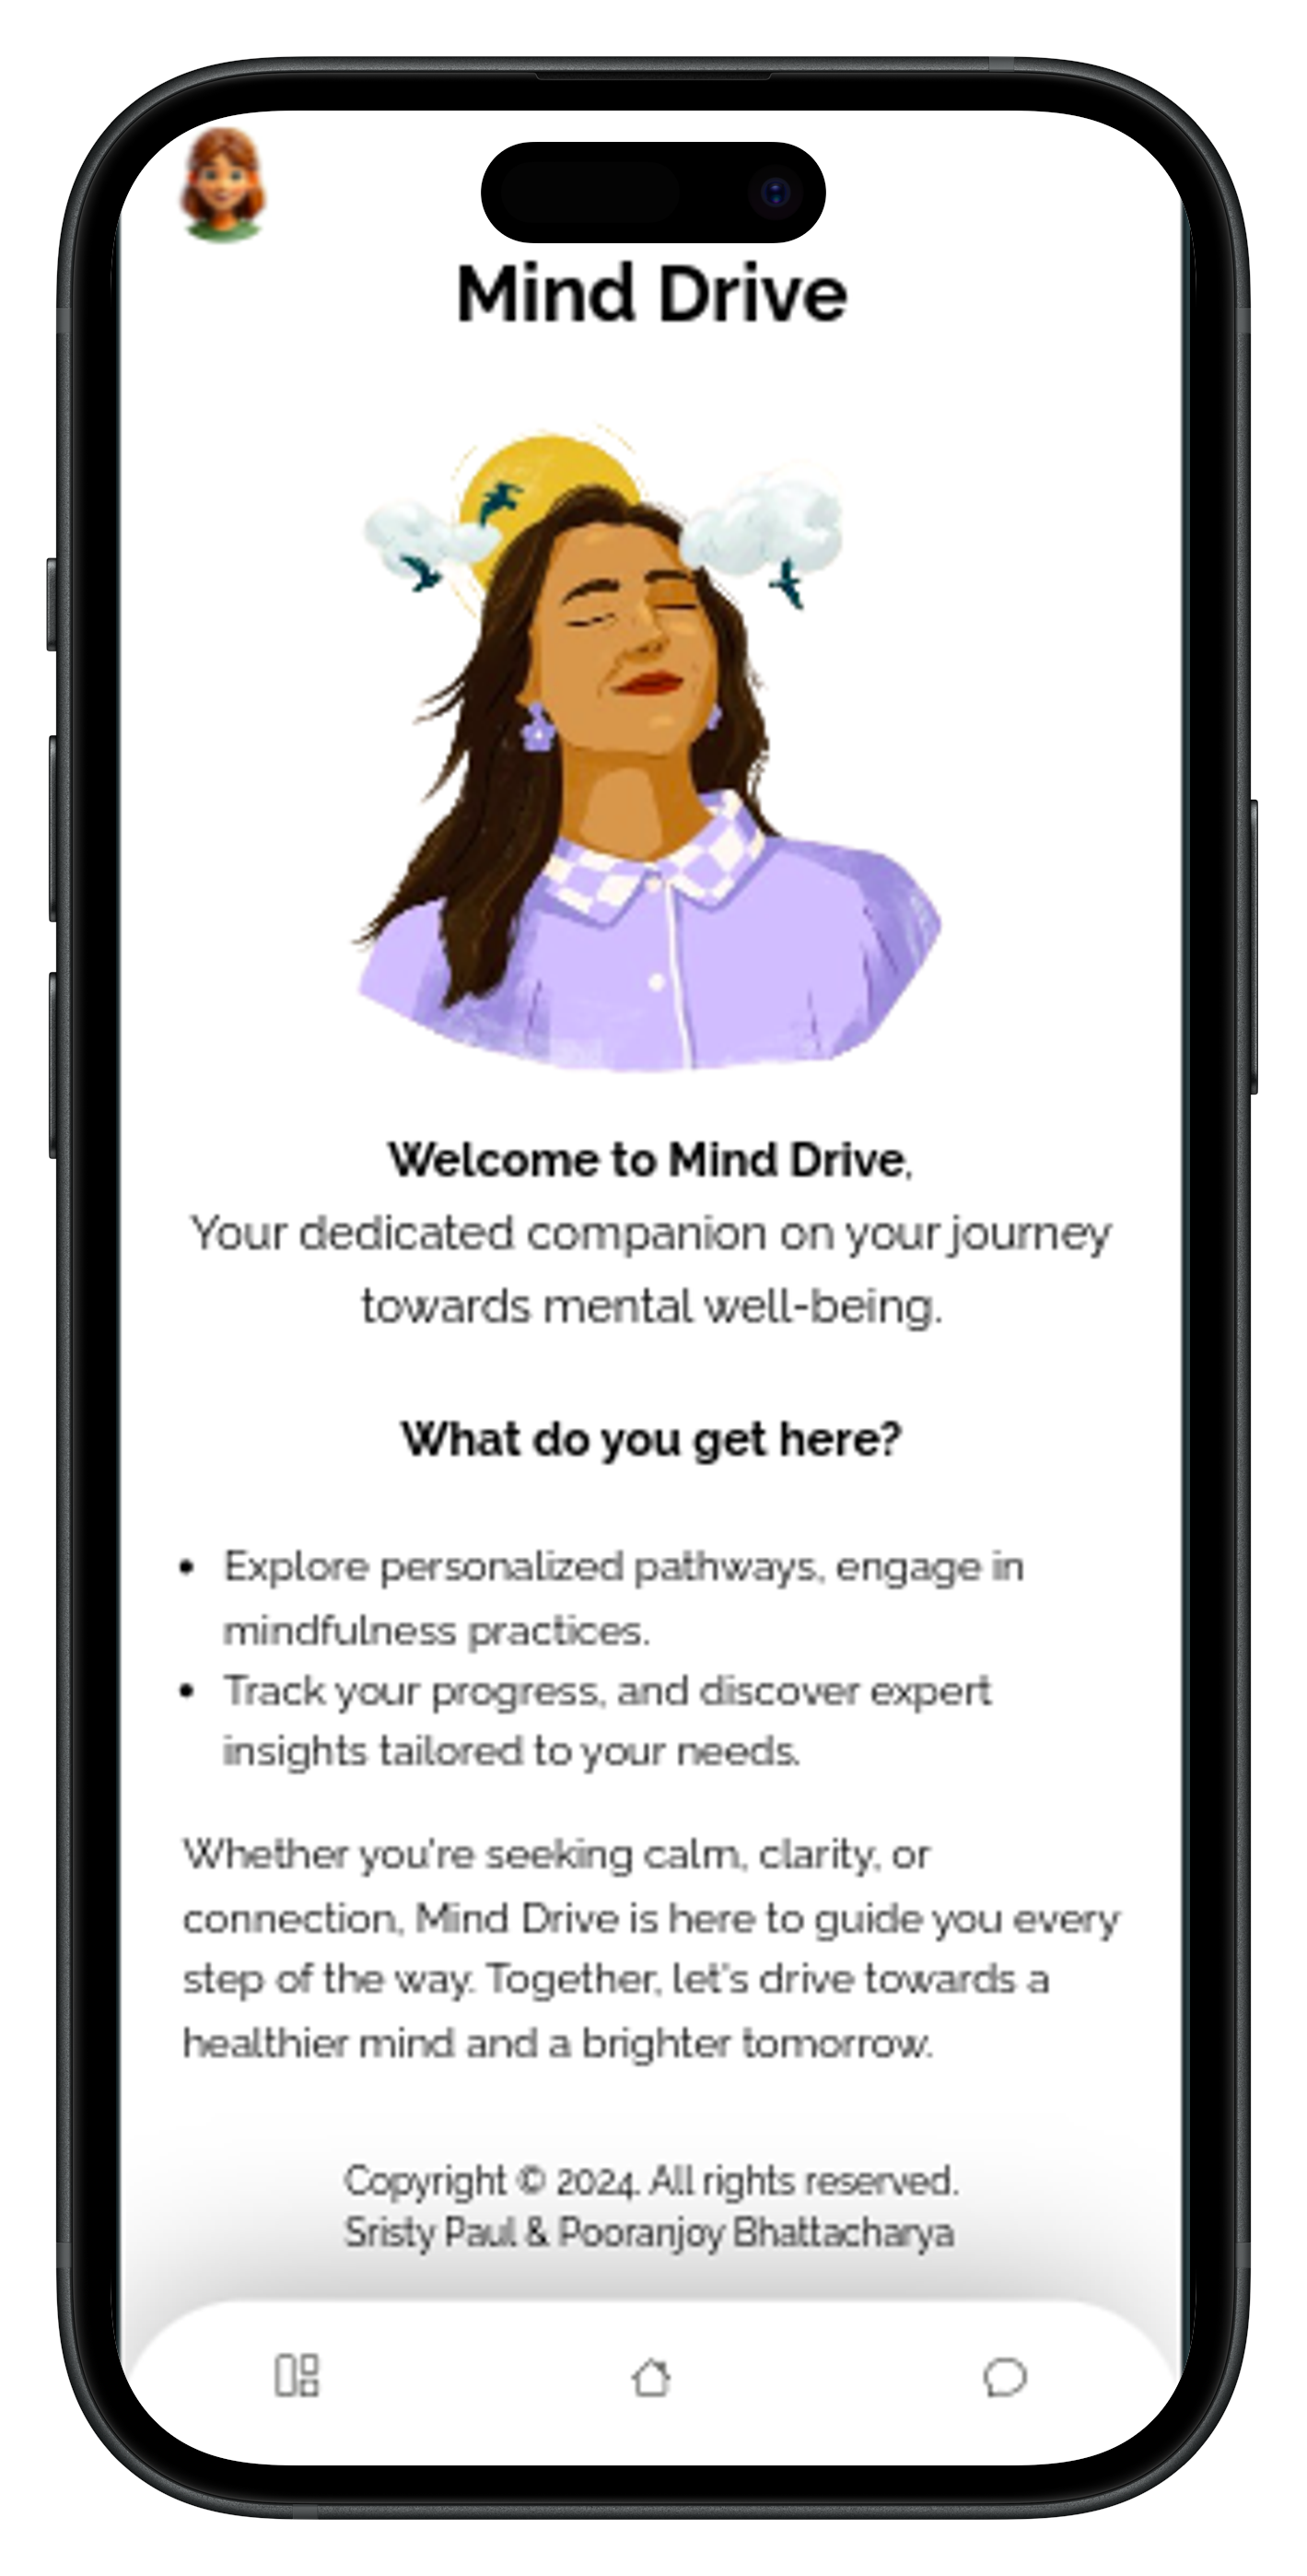 Mind Drive
Welcome to Mind Drive,
Your dedicated companion on your journey
towards mental well-being.
What do you get here?
• Explore personalized pathways, engage in
mindfulness practices.
• Track your progress, and discover expert
insights tailored to your needs.
Whether you're seeking calm, clarity, or
connection, Mind Drive is here to guide you every
step of the way. Together, let's drive towards a
healthier mind and a brighter tomorrow.
Copyright © 2024. All rights reserved.
Sristy Paul & Pooranjoy Bhattacharya